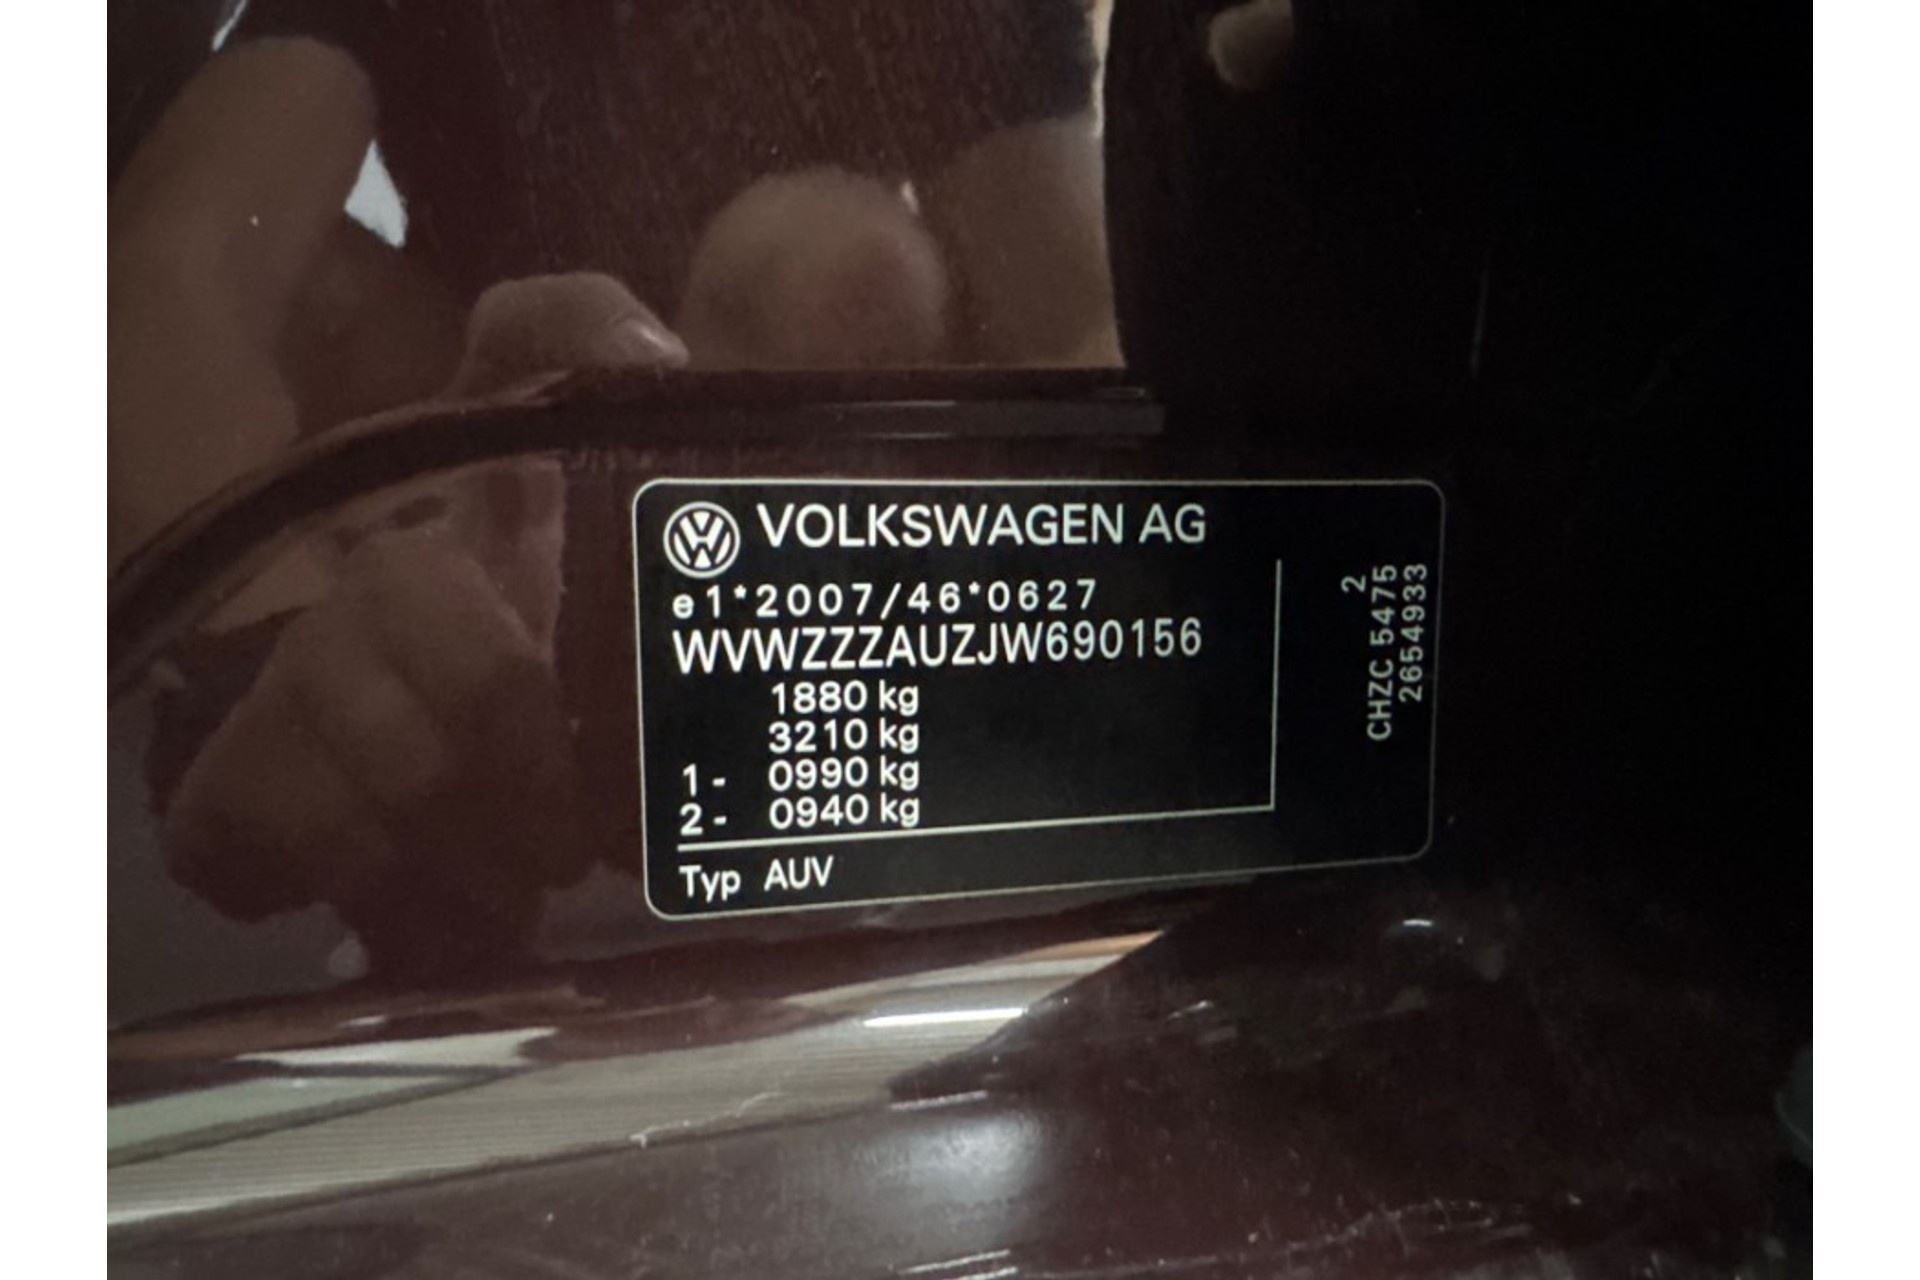 VOLKSWAGEN AG
e1*2007/46*0627
WVWZZZAUZJW690156
1880 kg
3210 kg
1- 0990 kg
2- 0940 kg
Typ AUV
2
CHZC 5475
2654933